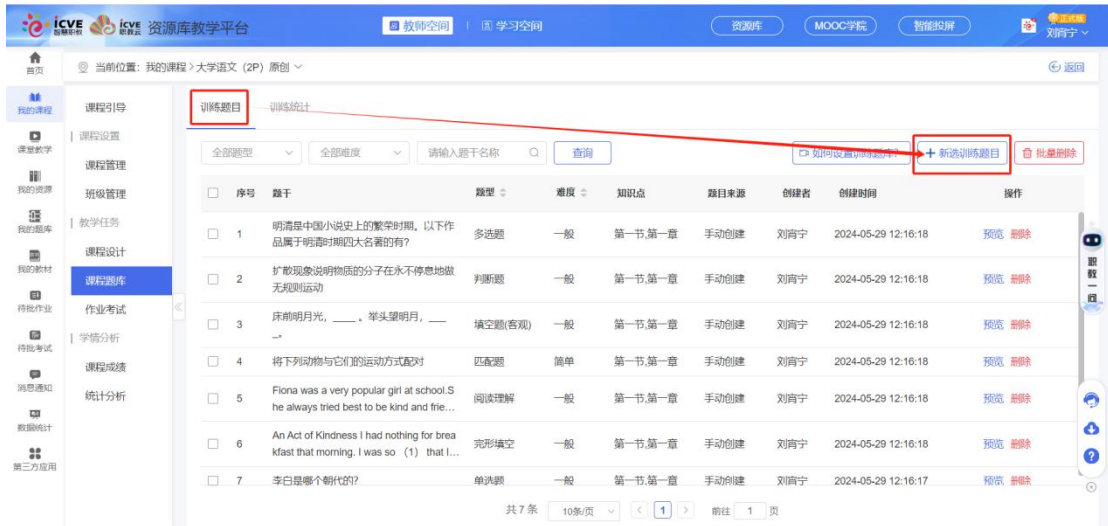 icve 智慧职教 icve 职教云 资源库教学平台
教师空间 学习空间
资源库 MOOC学院 智能投屏
正式版
刘宵宁
首页
我的课程
课堂教学
我的资源
我的题库
我的教材
待批作业
待批考试
消息通知
数据统计
第三方应用
当前位置：我的课程>大学语文（2P）原创
返回
课程引导
课程设置
课程管理
班级管理
教学任务
课程设计
课程题库
作业考试
学情分析
课程成绩
统计分析
训练题目 训练统计
全部题型 全部难度 请输入题干名称 查询 如何设置训练题库? +新选训练题目 批量删除
序号 题干 题型 难度 知识点 题目来源 创建者 创建时间 操作
1 明清是中国小说史上的繁荣时期。以下作
品属于明清时期四大名著的有? 多选题 一般 第一节,第一章 手动创建 刘宵宁 2024-05-29 12:16:18 预览 删除
2 扩散现象说明物质的分子在永不停息地做
无规则运动 判断题 一般 第一节,第一章 手动创建 刘宵宁 2024-05-29 12:16:18 预览 删除
3 床前明月光，____。举头望明月，___
_。 填空题(客观) 一般 第一节,第一章 手动创建 刘宵宁 2024-05-29 12:16:18 预览 删除
4 将下列动物与它们的运动方式配对 匹配题 简单 第一节,第一章 手动创建 刘宵宁 2024-05-29 12:16:18 预览 删除
5 Fiona was a very popular girl at school.S
he always tried best to be kind and frie... 阅读理解 一般 第一节,第一章 手动创建 刘宵宁 2024-05-29 12:16:18 预览 删除
6 An Act of Kindness I had nothing for brea
kfast that morning. I was so （1） that I... 完形填空 一般 第一节,第一章 手动创建 刘宵宁 2024-05-29 12:16:18 预览 删除
7 李白是哪个朝代的? 单选题 一般 第一节,第一章 手动创建 刘宵宁 2024-05-29 12:16:17 预览 删除
共7条 10条/页 < 1 > 前往 1 页
职教一问